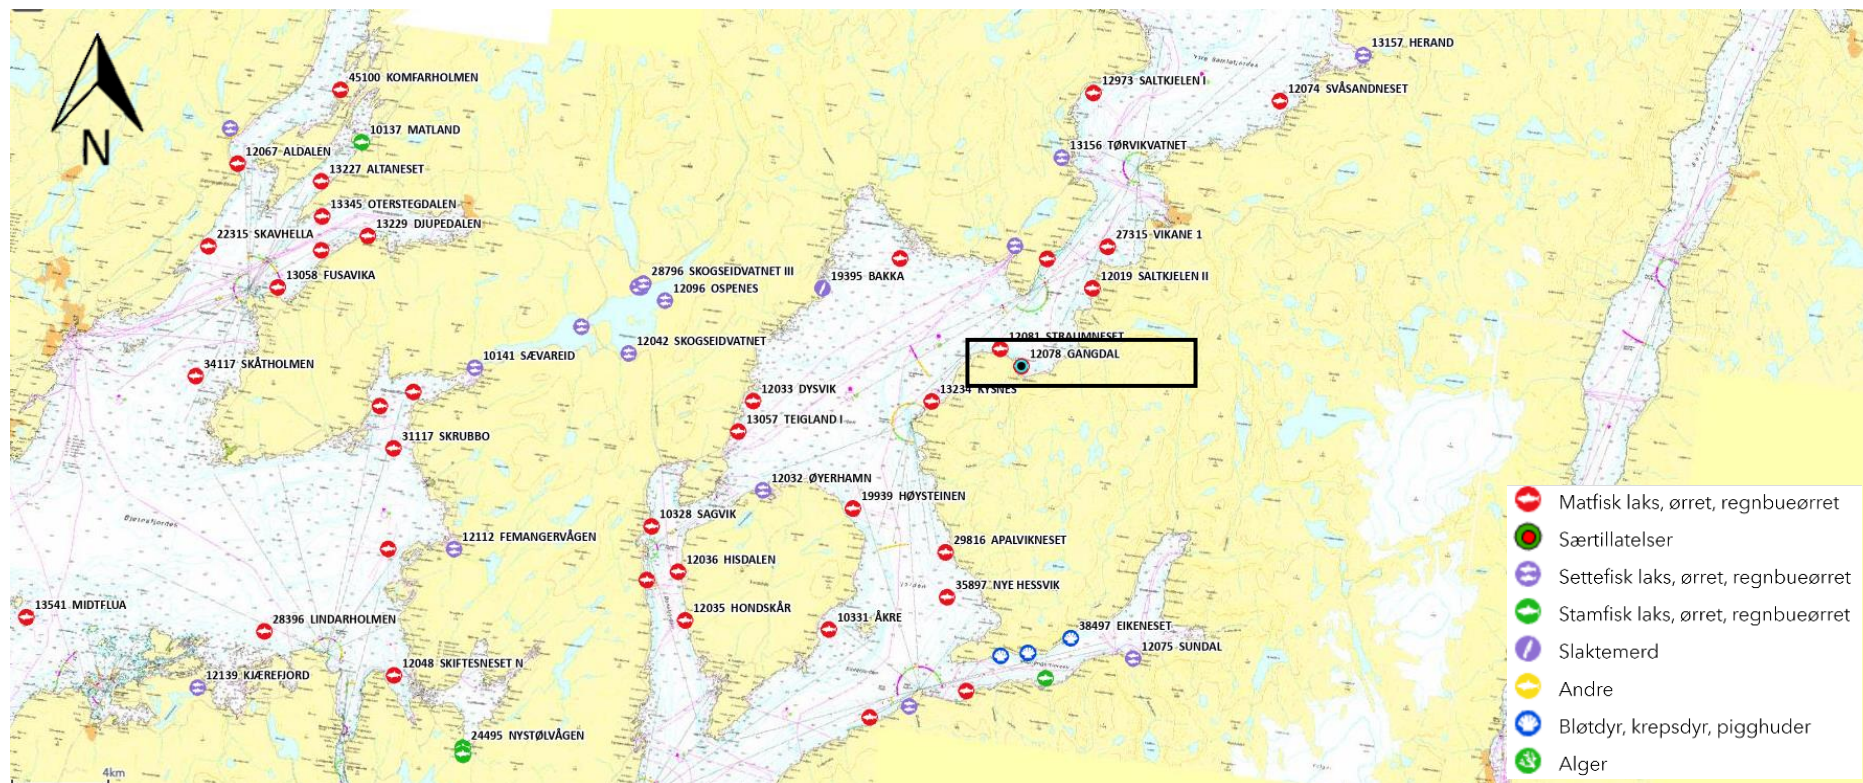 13157 HERAND
45100 KOMFARHOLMEN
12973 SALTKJELEN I
12074 SVÅSANDNESET
10137 MATLAND
N
12067 ALDALEN
13156 TØRVIKVATNET
13227 ALTANESET
13345 OTERSTEGDALEN
13229 DJUPEDALEN
22315 SKAVHELLA
27315 VIKANE 1
13058 FUSAVIKA
28796 SKOGSEIDVATNET III
19395 BAKKA
12019 SALTKJELEN II
12096 OSPENES
12081 STRAUMNESET
12042 SKOGSEIDVATNET
10141 SÆVAREID
12078 GANGDAL
34117 SKÅTHOLMEN
12033 DYSVIK
13234 KYSNES
13057 TEIGLAND I
31117 SKRUBBO
12032 ØYERHAMN
19939 HØYSTEINEN
10328 SAGVIK
Bjørnafjorden
12112 FEMANGERVÅGEN
29816 APALVIKNESET
12036 HISDALEN
35897 NYE HESSVIK
13541 MIDTFLUA
12035 HONDSKÅR
28396 LINDARHOLMEN
10331 ÅKRE
38497 EIKENESET
12075 SUNDAL
12048 SKIFTESNESET N
12139 KJÆREFJORD
24495 NYSTØLVÅGEN
4km
Matfisk laks, ørret, regnbueørret
Særtillatelser
Settefisk laks, ørret, regnbueørret
Stamfisk laks, ørret, regnbueørret
Slaktemerd
Andre
Bløtdyr, krepsdyr, pigghuder
Alger